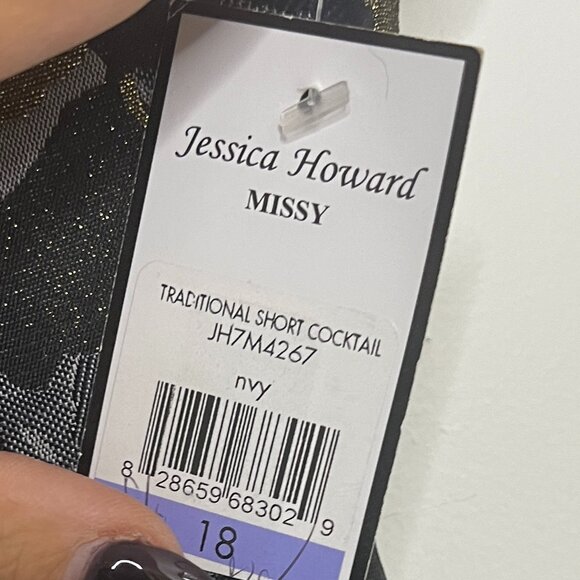 Jessica Howard
MISSY
TRADITIONAL SHORT COCKTAIL
JH7M4267
nvy
8 28659 68302 9
18